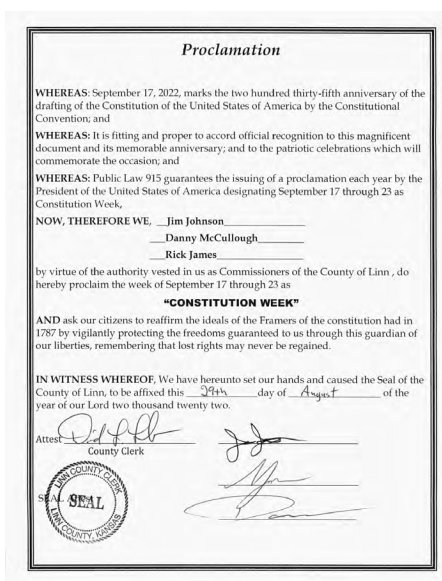 Proclamation
WHEREAS: September 17, 2022, marks the two hundred thirty-fifth anniversary of the
drafting of the Constitution of the United States of America by the Constitutional
Convention; and
WHEREAS: It is fitting and proper to accord official recognition to this magnificent
document and its memorable anniversary; and to the patriotic celebrations which will
commemorate the occasion; and
WHEREAS: Public Law 915 guarantees the issuing of a proclamation each year by the
President of the United States of America designating September 17 through 23 as
Constitution Week,
NOW, THEREFORE WE, Jim Johnson
Danny McCullough
Rick James
by virtue of the authority vested in us as Commissioners of the County of Linn , do
hereby proclaim the week of September 17 through 23 as
"CONSTITUTION WEEK"
AND ask our citizens to reaffirm the ideals of the Framers of the constitution had in
1787 by vigilantly protecting the freedoms guaranteed to us through this guardian of
our liberties, remembering that lost rights may never be regained.
IN WITNESS WHEREOF, We have hereunto set our hands and caused the Seal of the
County of Linn, to be affixed this 29th day of August of the
year of our Lord two thousand twenty two.
Attest
County Clerk
LINN COUNTY CLERK
SEAL
LINN COUNTY, KANSAS